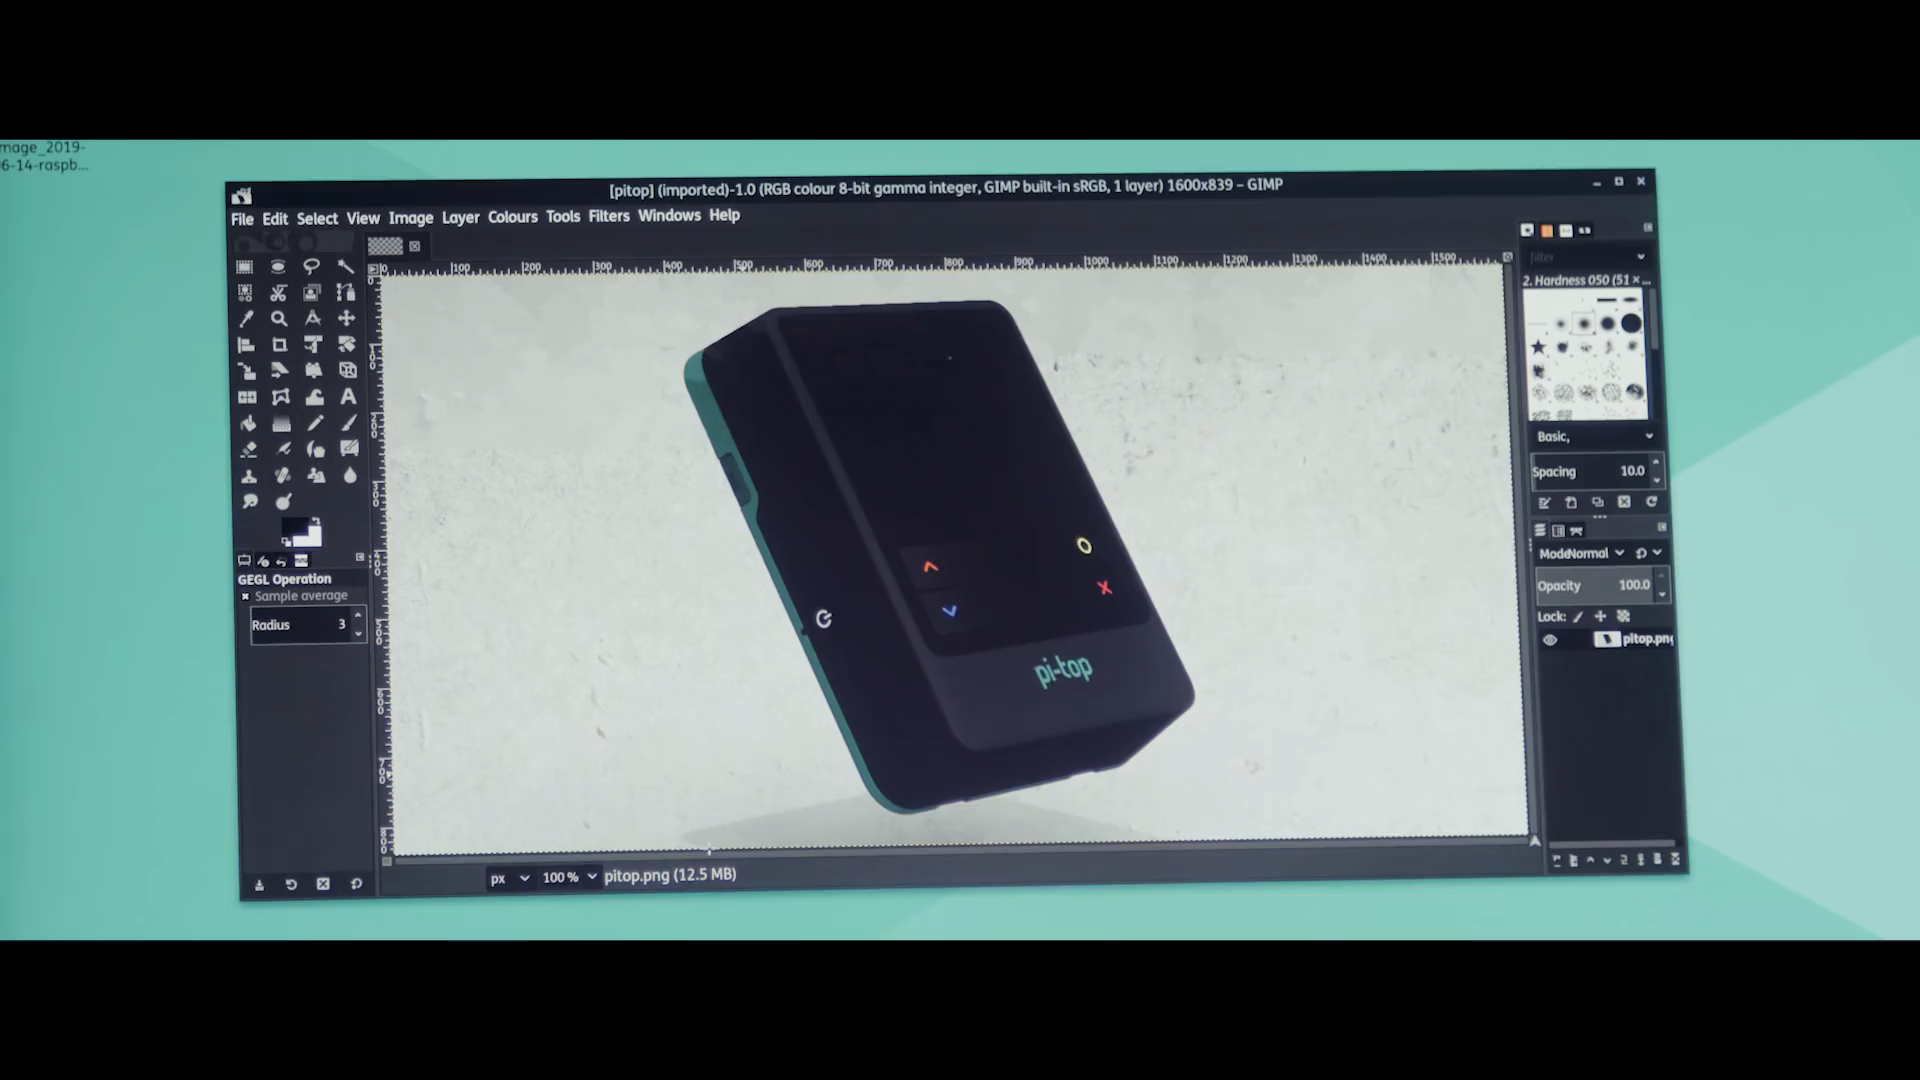 mage_2019-
6-14-raspb...
[pitop] (imported)-1.0 (RGB colour 8-bit gamma integer, GIMP built-in sRGB, 1 layer) 1600x839 – GIMP
File Edit Select View Image Layer Colours Tools Filters Windows Help
0 100 200 300 400 500 600 700 800 900 1000 1100 1200 1300 1400 1500
filter
2. Hardness 050 (51 × ...
Basic,
Spacing 10.0
Mode Normal
Opacity 100.0
Lock:
pitop.png
GEGL Operation
Sample average
Radius 3
pi-top
px 100 % pitop.png (12.5 MB)